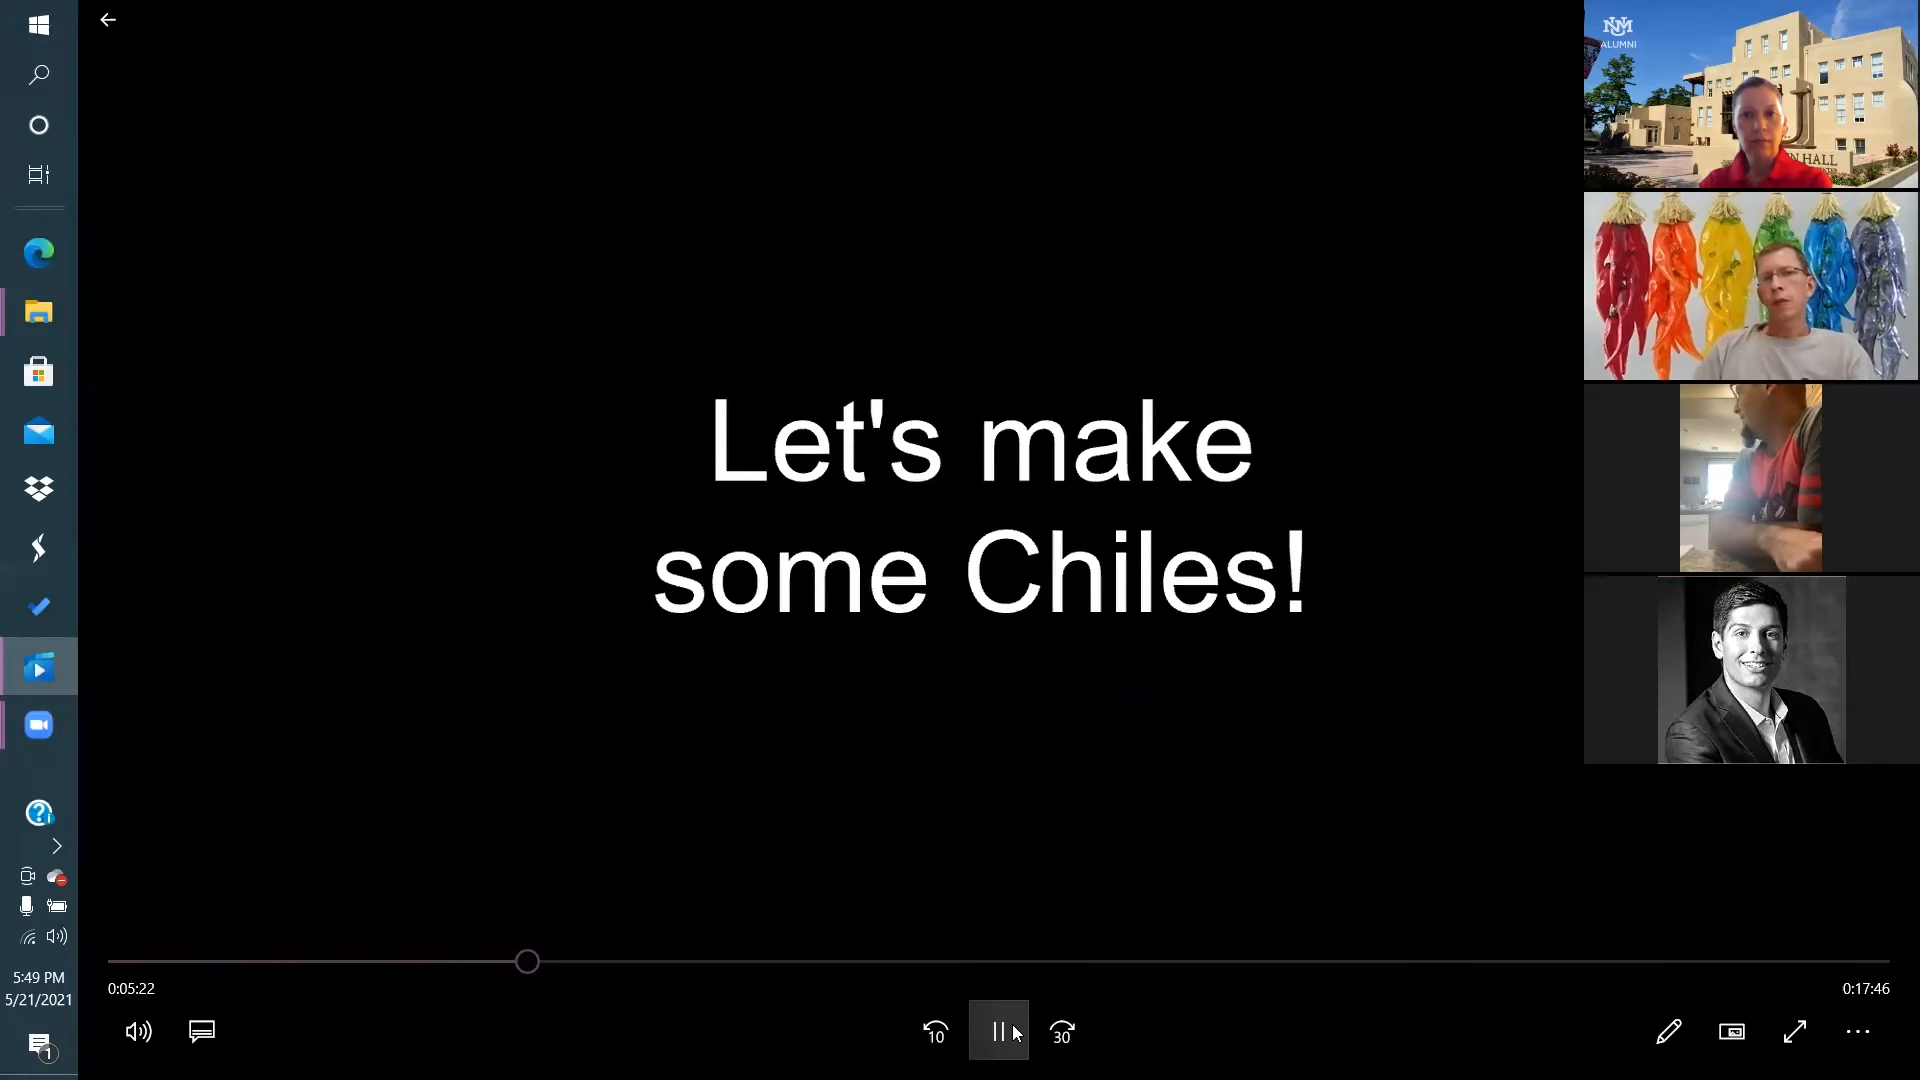 UNM
ALUMNI
N HALL
Let's make
some Chiles!
0:05:22
0:17:46
10
30
5:49 PM
5/21/2021
1